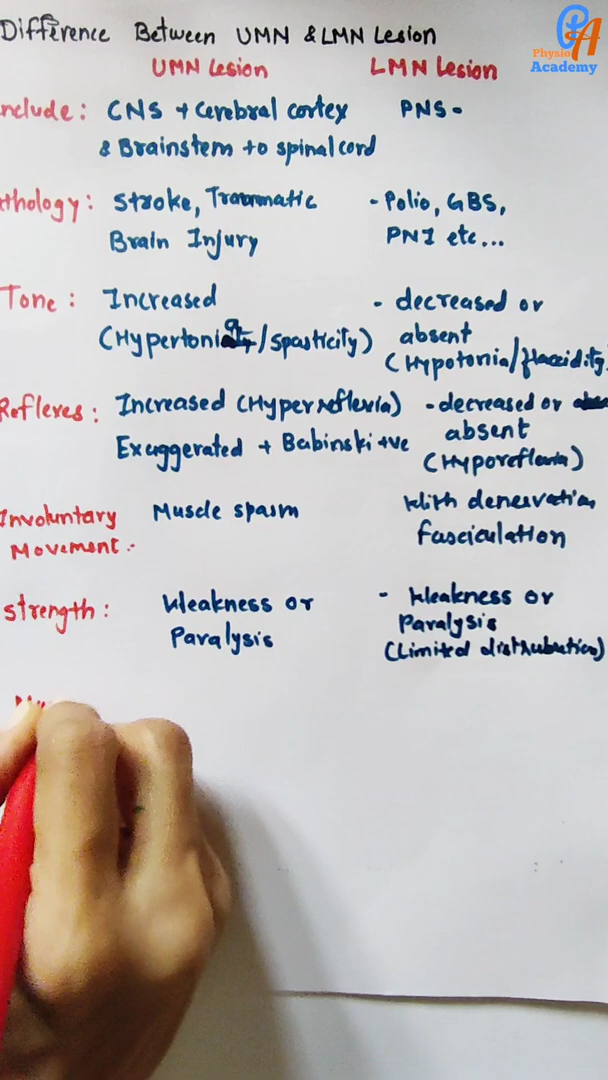 Difference Between UMN & LMN Lesion
Physio
Academy
UMN Lesion LMN Lesion
nclude: CNS + Cerebral cortex PNS-
& Brainstem to spinal cord
thology: Stroke, Traumatic - Polio, GBS,
Brain Injury PNI etc...
Tone: Increased - decreased or
(Hypertonia/spasticity) absent
(Hypotonia/flaccidity)
Reflexes: Increased (Hyperreflexia) - decreased or
Exaggerated + Babinski +ve absent
(Hyporeflexia)
Involuntary Muscle spasm With denervation
Movement:- fasciculation
strength: Weakness or - Weakness or
Paralysis Paralysis
(Limited distrubution)